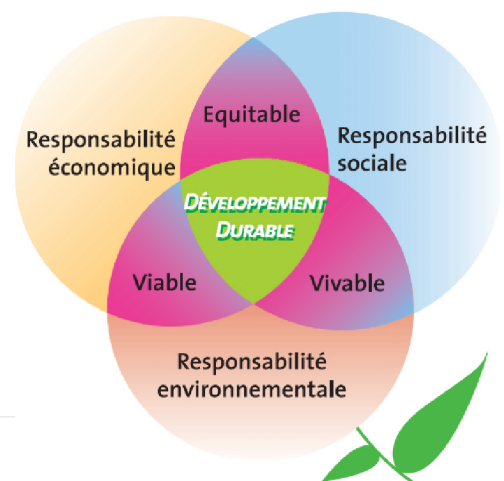 Equitable
Responsabilité
économique
Responsabilité
sociale
DÉVELOPPEMENT
DURABLE
Viable
Vivable
Responsabilité
environnementale